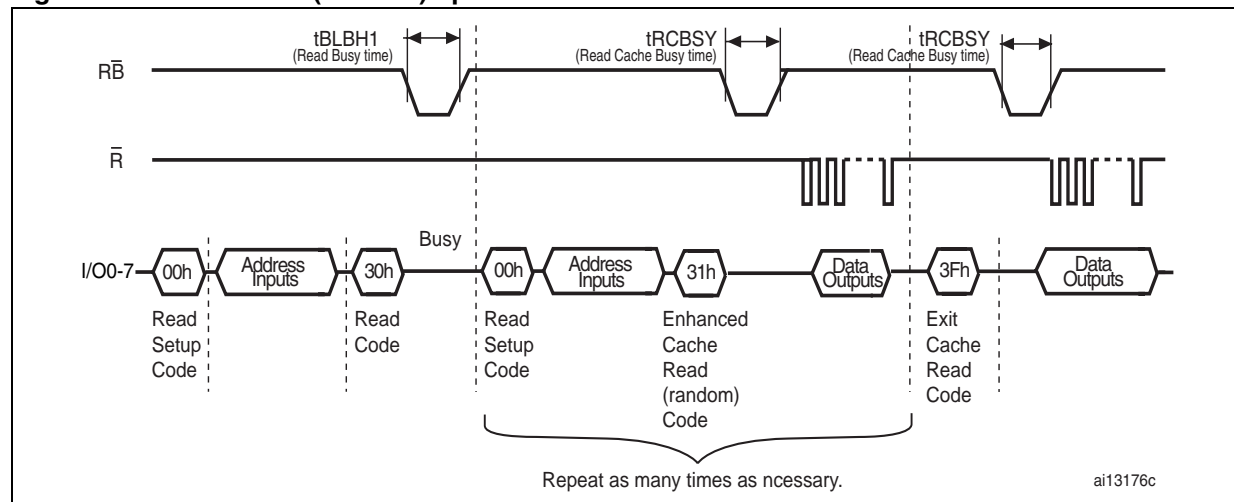 tBLBH1
(Read Busy time)
tRCBSY
(Read Cache Busy time)
tRCBSY
(Read Cache Busy time)
RB̅
R̅
Busy
I/O0-7
00h
Address
Inputs
30h
00h
Address
Inputs
31h
Data
Outputs
3Fh
Data
Outputs
Read
Setup
Code
Read
Code
Read
Setup
Code
Enhanced
Cache
Read
(random)
Code
Exit
Cache
Read
Code
Repeat as many times as ncessary.
ai13176c